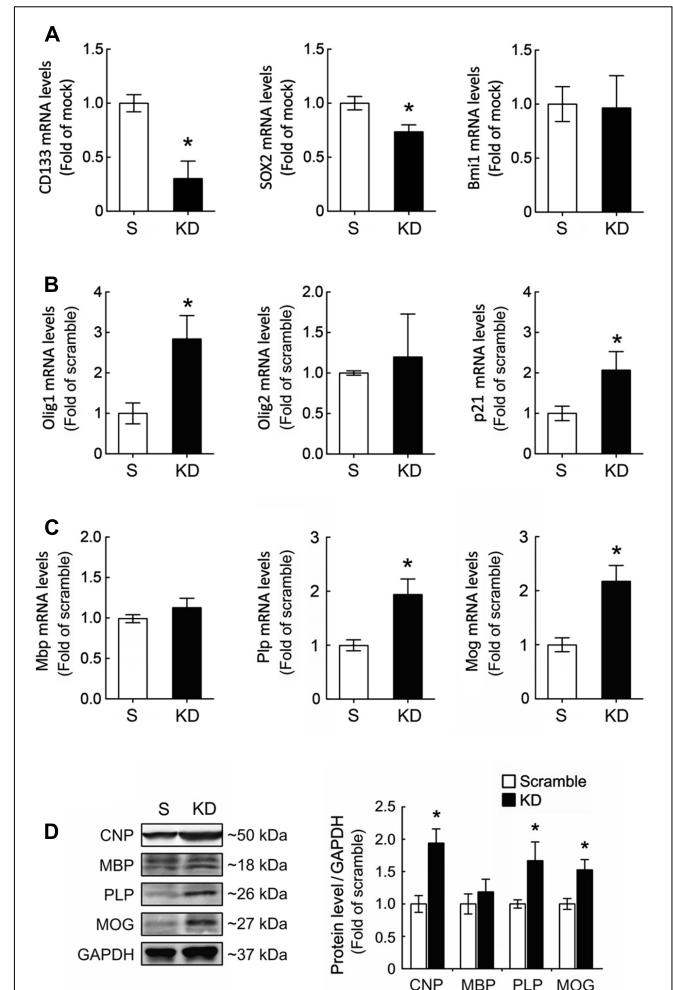 A
CD133 mRNA levels
(Fold of mock)
1.5
1.0
0.5
0
*
S KD
SOX2 mRNA levels
(Fold of mock)
1.5
1.0
0.5
0
*
S KD
Bmi1 mRNA levels
(Fold of mock)
1.5
1.0
0.5
0
S KD
B
Olig1 mRNA levels
(Fold of scramble)
4
3
2
1
0
*
S KD
Olig2 mRNA levels
(Fold of scramble)
2.0
1.5
1.0
0.5
0.0
S KD
p21 mRNA levels
(Fold of scramble)
4
3
2
1
0
*
S KD
C
Mbp mRNA levels
(Fold of scramble)
2.0
1.5
1.0
0.5
0.0
S KD
Plp mRNA levels
(Fold of scramble)
3
2
1
0
*
S KD
Mog mRNA levels
(Fold of scramble)
3
2
1
0
*
S KD
D
S KD
CNP ~50 kDa
MBP ~18 kDa
PLP ~26 kDa
MOG ~27 kDa
GAPDH ~37 kDa
Scramble
KD
Protein level/GAPDH
(Fold of scramble)
2.5
2.0
1.5
1.0
0.5
0
* * *
CNP MBP PLP MOG